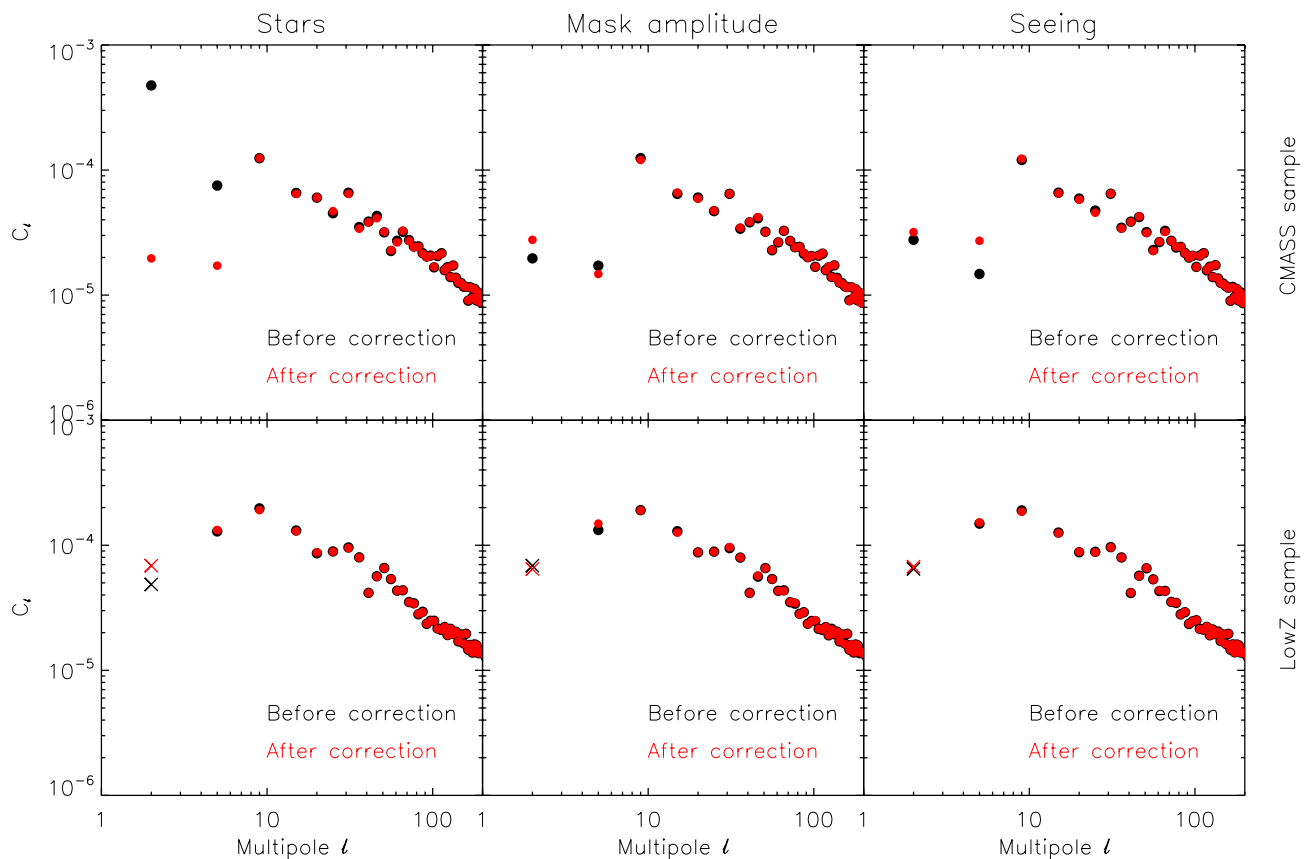 Stars Mask amplitude Seeing
10⁻³
10⁻⁴
10⁻⁵
10⁻⁶
C_ℓ
Before correction
After correction
Before correction
After correction
Before correction
After correction
CMASS sample
10⁻³
10⁻⁴
10⁻⁵
10⁻⁶
C_ℓ
Before correction
After correction
Before correction
After correction
Before correction
After correction
LowZ sample
1 10 100 1 10 100 1 10 100
Multipole ℓ Multipole ℓ Multipole ℓ